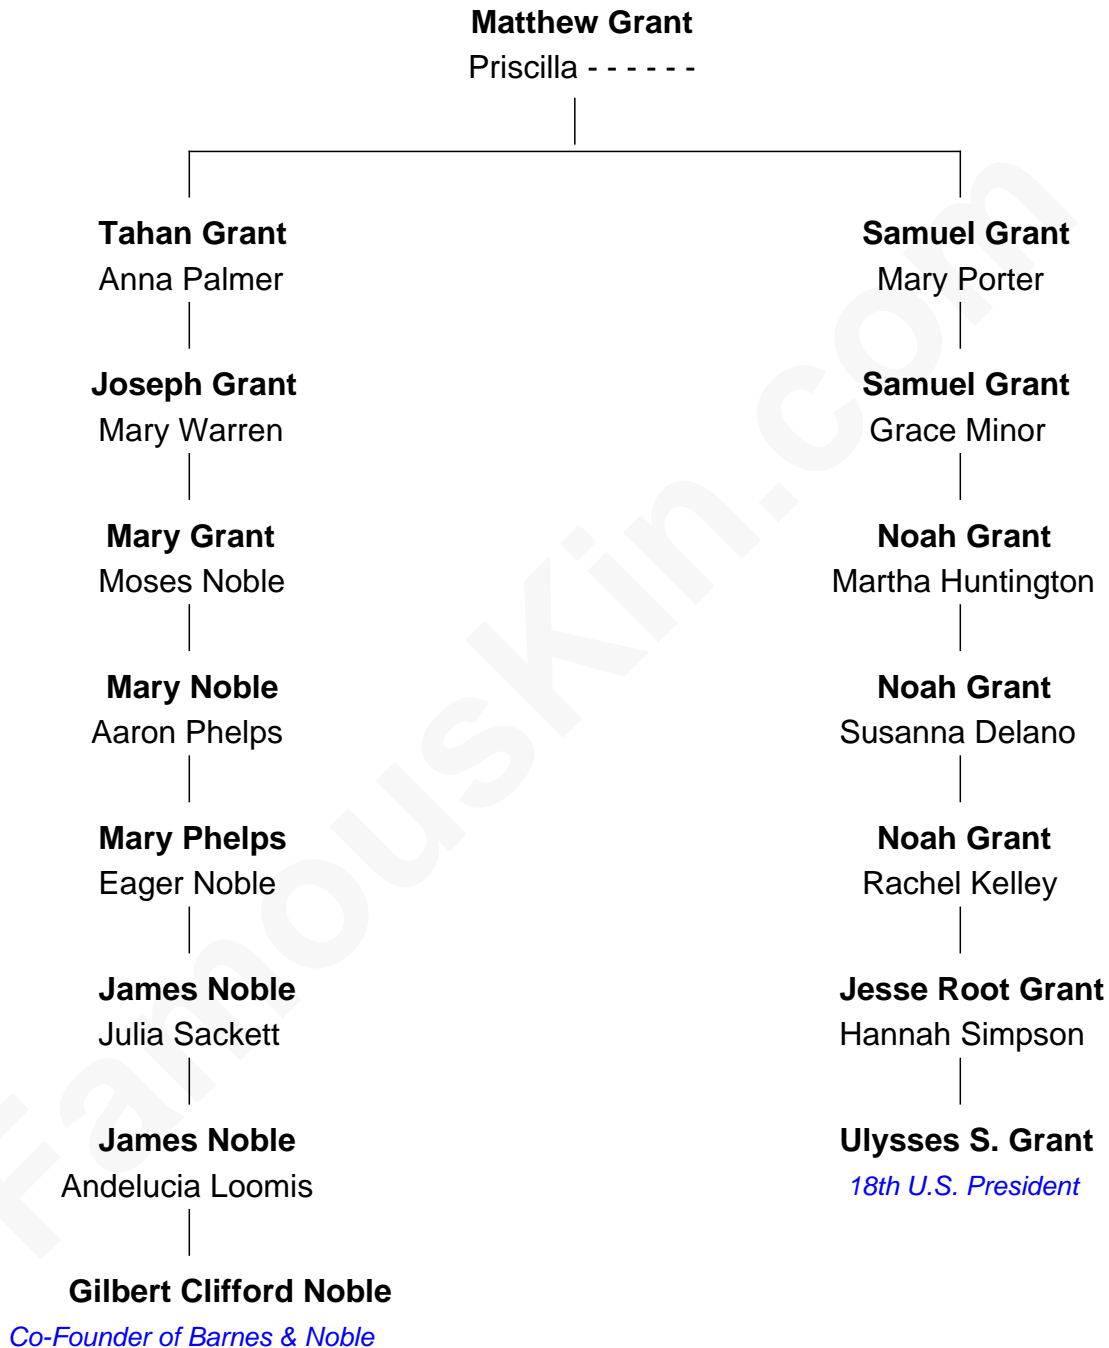 Matthew Grant
Priscilla - - - - - -
Tahan Grant
Anna Palmer
Samuel Grant
Mary Porter
Joseph Grant
Mary Warren
Samuel Grant
Grace Minor
Mary Grant
Moses Noble
Noah Grant
Martha Huntington
Mary Noble
Aaron Phelps
Noah Grant
Susanna Delano
Mary Phelps
Eager Noble
Noah Grant
Rachel Kelley
James Noble
Julia Sackett
Jesse Root Grant
Hannah Simpson
James Noble
Andelucia Loomis
Ulysses S. Grant
18th U.S. President
Gilbert Clifford Noble
Co-Founder of Barnes & Noble
FamousKin.com